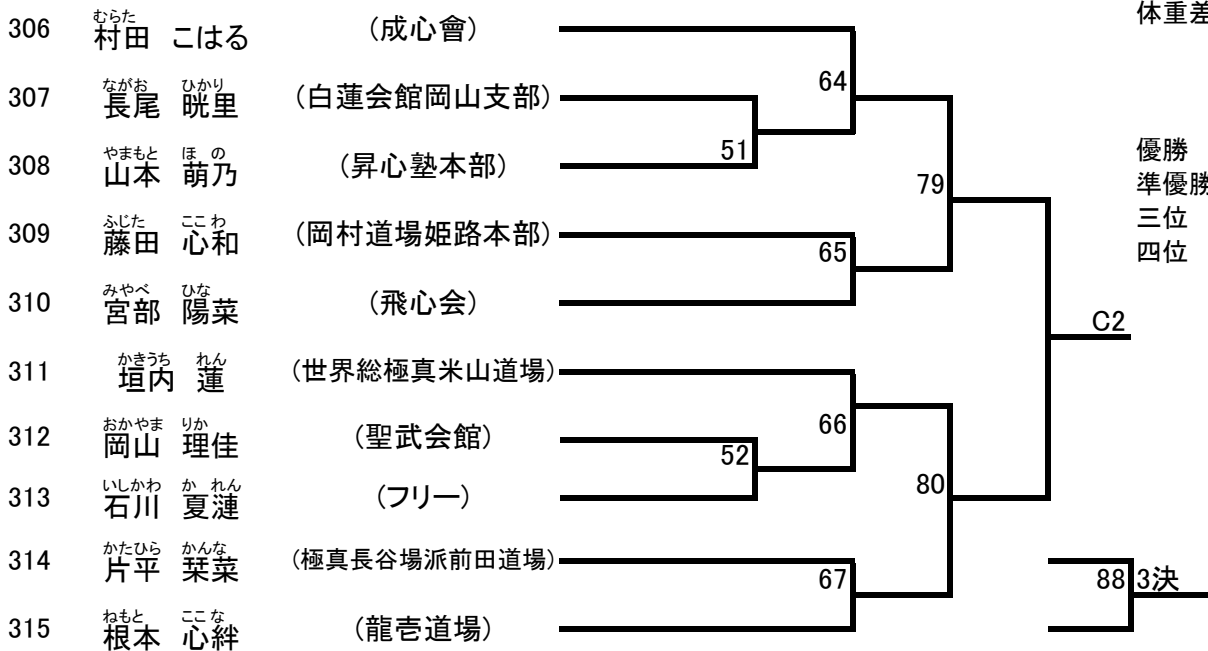 体重差
むらた
306 村田 こはる (成心會)
64
ながお ひかり
307 長尾 晄里 (白蓮会館岡山支部)
51
やまもと ほの
308 山本 萌乃 (昇心塾本部)
優勝
79
準優勝
ふじた ここわ
309 藤田 心和 (岡村道場姫路本部)
三位
65
四位
みやべ ひな
310 宮部 陽菜 (飛心会)
C2
かきうち れん
311 垣内 蓮 (世界総極真米山道場)
66
おかやま りか
312 岡山 理佳 (聖武会館)
52
80
いしかわ かれん
313 石川 夏漣 (フリー)
かたひら かんな
314 片平 栞菜 (極真長谷場派前田道場)
67
88 3決
ねもと ここな
315 根本 心絆 (龍壱道場)